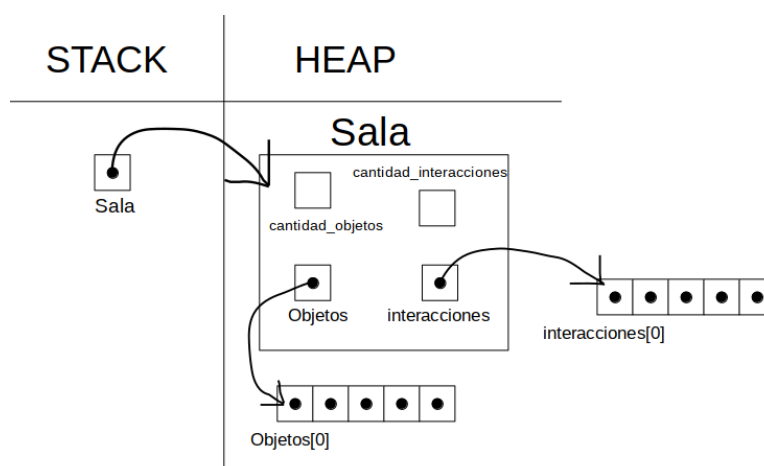 STACK
HEAP
Sala
cantidad_interacciones
Sala
cantidad_objetos
Objetos
interacciones
interacciones[0]
Objetos[0]